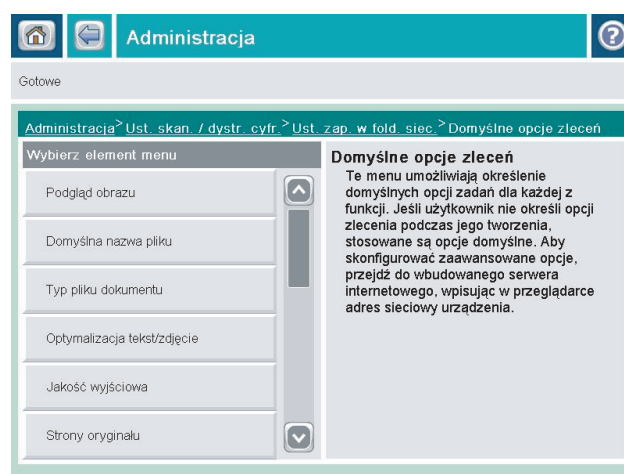 Administracja
Gotowe
Administracja > Ust. skan. / dystr. cyfr. > Ust. zap. w fold. siec. > Domyślne opcje zleceń
Wybierz element menu
Podgląd obrazu
Domyślna nazwa pliku
Typ pliku dokumentu
Optymalizacja tekst/zdjęcie
Jakość wyjściowa
Strony oryginału
Domyślne opcje zleceń
Te menu umożliwiają określenie
domyślnych opcji zadań dla każdej z
funkcji. Jeśli użytkownik nie określi opcji
zlecenia podczas jego tworzenia,
stosowane są opcje domyślne. Aby
skonfigurować zaawansowane opcje,
przejdź do wbudowanego serwera
internetowego, wpisując w przeglądarce
adres sieciowy urządzenia.